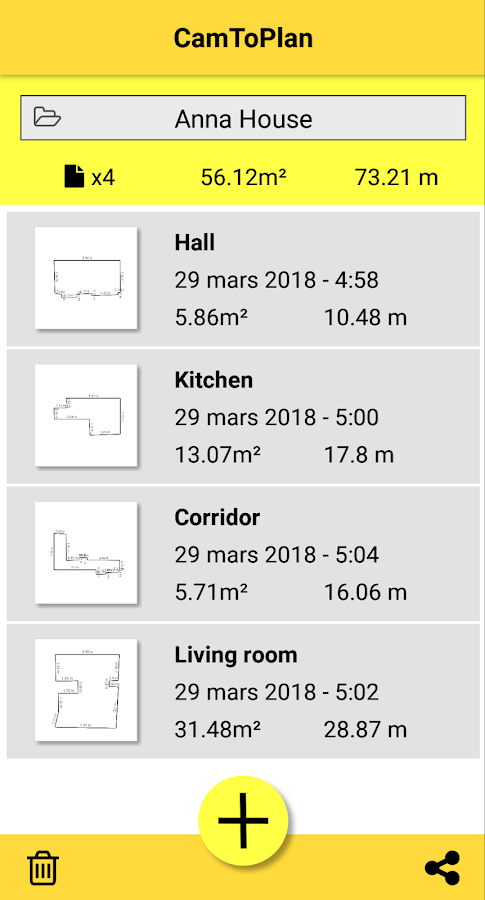 CamToPlan
Anna House
x4 56.12m² 73.21 m
Hall
29 mars 2018 - 4:58
5.86m² 10.48 m
Kitchen
29 mars 2018 - 5:00
13.07m² 17.8 m
Corridor
29 mars 2018 - 5:04
5.71m² 16.06 m
Living room
29 mars 2018 - 5:02
31.48m² 28.87 m